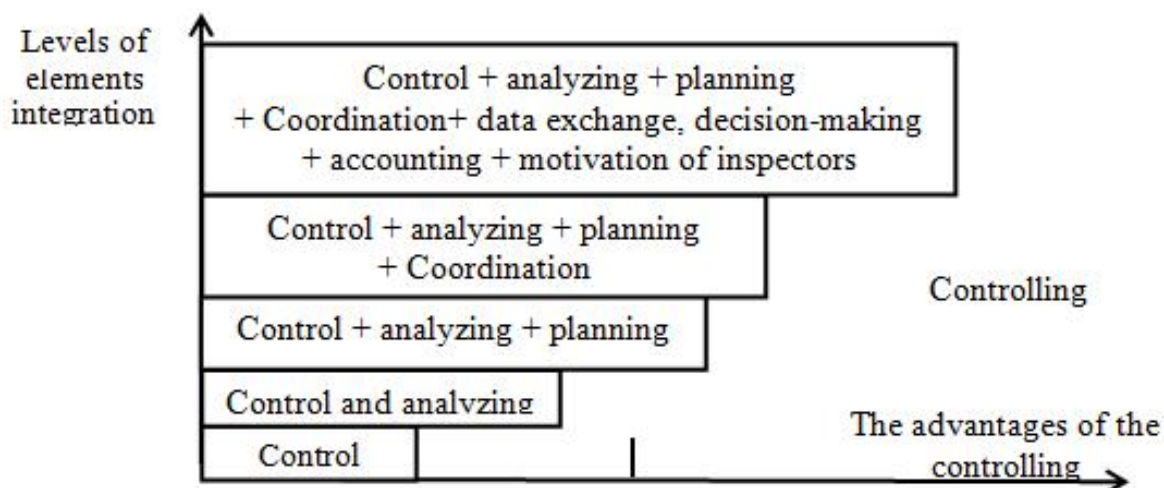 Levels of
elements
integration
Control + analyzing + planning
+ Coordination+ data exchange, decision-making
+ accounting + motivation of inspectors
Control + analyzing + planning
+ Coordination
Controlling
Control + analyzing + planning
Control and analyzing
Control
The advantages of the
controlling